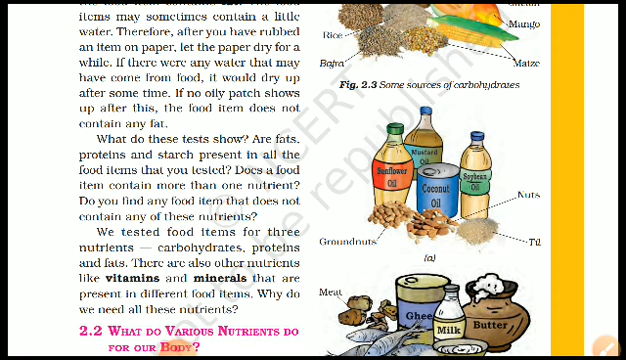 items may sometimes contain a little
water. Therefore, after you have rubbed
an item on paper, let the paper dry for a
while. If there were any water that may
have come from food, it would dry up
after some time. If no oily patch shows
up after this, the food item does not
contain any fat.
What do these tests show? Are fats,
proteins and starch present in all the
food items that you tested? Does a food
item contain more than one nutrient?
Do you find any food item that does not
contain any of these nutrients?
We tested food items for three
nutrients — carbohydrates, proteins
and fats. There are also other nutrients
like vitamins and minerals that are
present in different food items. Why do
we need all these nutrients?
2.2 WHAT DO VARIOUS NUTRIENTS DO
FOR OUR BODY?
Mango
Rice
Bajra
Maize
Fig. 2.3 Some sources of carbohydrates
Mustard
Oil
Sunflower
Oil
Coconut
Oil
Soybean
Oil
Nuts
Groundnuts
Til
(a)
Meat
Ghee
Milk
Butter
not to be republish